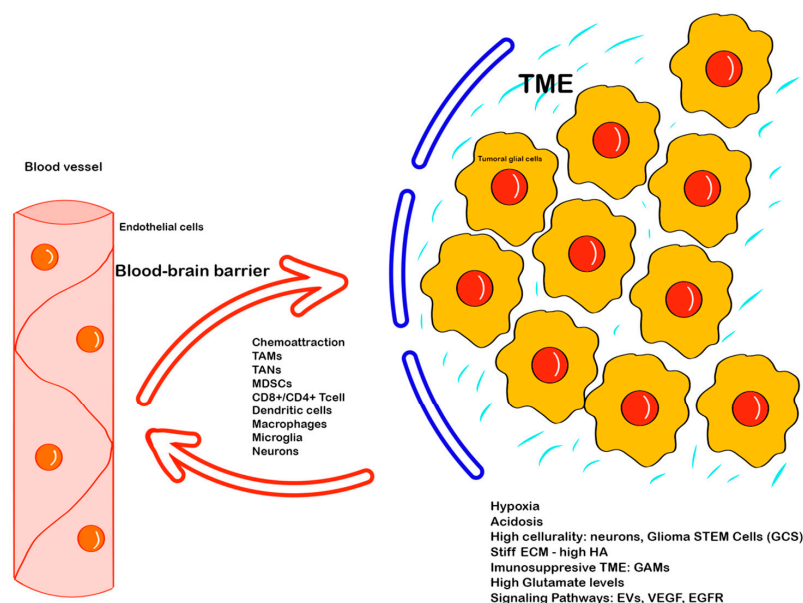 TME
Tumoral glial cells
Blood vessel
Endothelial cells
Blood-brain barrier
Chemoattraction
TAMs
TANs
MDSCs
CD8+/CD4+ Tcell
Dendritic cells
Macrophages
Microglia
Neurons
Hypoxia
Acidosis
High cellurality: neurons, Glioma STEM Cells (GCS)
Stiff ECM - high HA
Imunosuppresive TME: GAMs
High Glutamate levels
Signaling Pathways: EVs, VEGF, EGFR